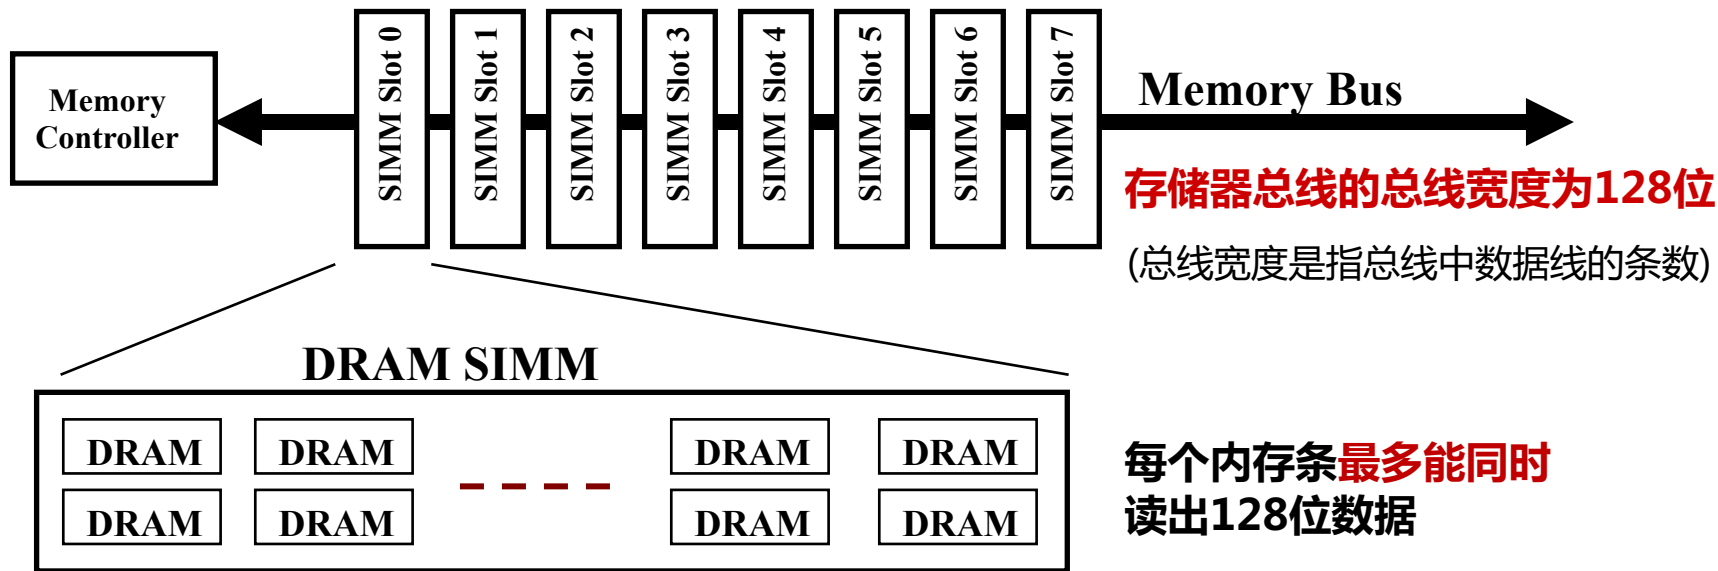 SIMM Slot 0
SIMM Slot 1
SIMM Slot 2
SIMM Slot 3
SIMM Slot 4
SIMM Slot 5
SIMM Slot 6
SIMM Slot 7
Memory
Controller
Memory Bus
存储器总线的总线宽度为128位
(总线宽度是指总线中数据线的条数)
DRAM SIMM
DRAM DRAM DRAM DRAM
DRAM DRAM DRAM DRAM
每个内存条最多能同时
读出128位数据